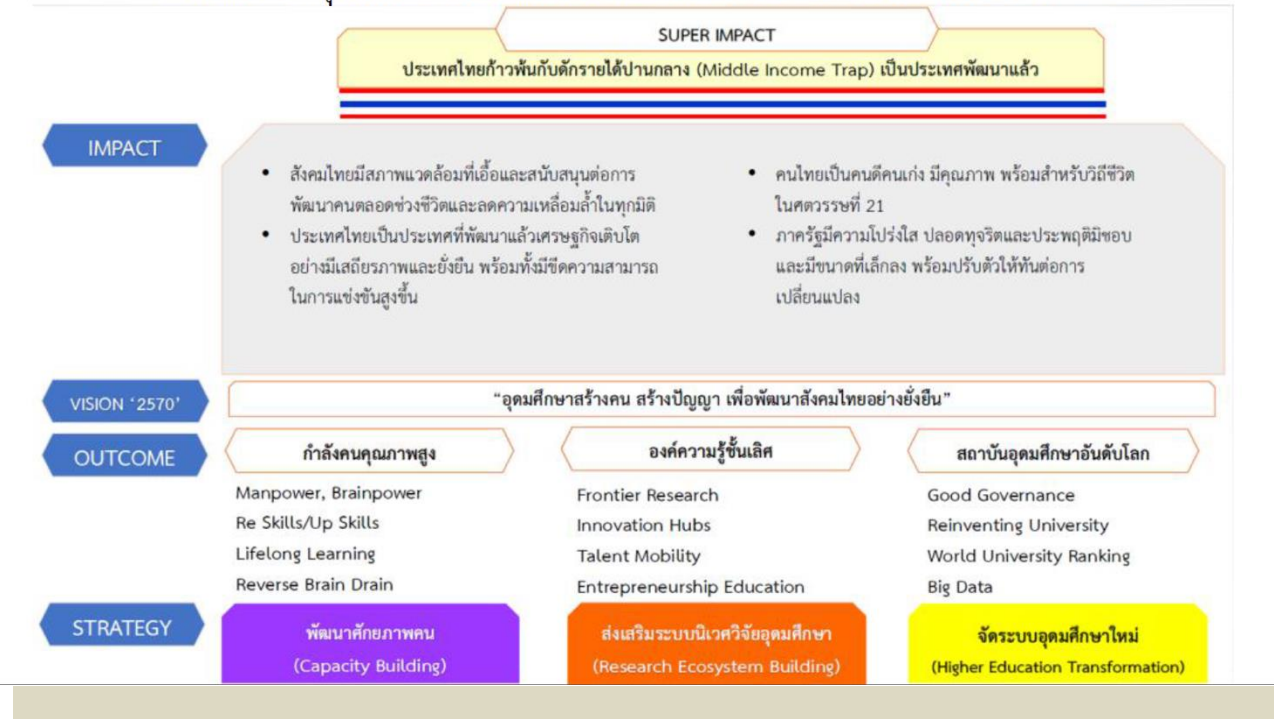 SUPER IMPACT
ประเทศไทยก้าวพ้นกับดักรายได้ปานกลาง (Middle Income Trap) เป็นประเทศพัฒนาแล้ว
IMPACT
• สังคมไทยมีสภาพแวดล้อมที่เอื้อและสนับสนุนต่อการ
พัฒนาคนตลอดช่วงชีวิตและลดความเหลื่อมล้ำในทุกมิติ
• ประเทศไทยเป็นประเทศที่พัฒนาแล้วเศรษฐกิจเติบโต
อย่างมีเสถียรภาพและยั่งยืน พร้อมทั้งมีขีดความสามารถ
ในการแข่งขันสูงขึ้น
• คนไทยเป็นคนดีคนเก่ง มีคุณภาพ พร้อมสำหรับวิถีชีวิต
ในศตวรรษที่ 21
• ภาครัฐมีความโปร่งใส ปลอดทุจริตและประพฤติมิชอบ
และมีขนาดที่เล็กลง พร้อมปรับตัวให้ทันต่อการ
เปลี่ยนแปลง
VISION ‘2570’
“อุดมศึกษาสร้างคน สร้างปัญญา เพื่อพัฒนาสังคมไทยอย่างยั่งยืน”
OUTCOME
กำลังคนคุณภาพสูง
Manpower, Brainpower
Re Skills/Up Skills
Lifelong Learning
Reverse Brain Drain
องค์ความรู้ชั้นเลิศ
Frontier Research
Innovation Hubs
Talent Mobility
Entrepreneurship Education
สถาบันอุดมศึกษาอันดับโลก
Good Governance
Reinventing University
World University Ranking
Big Data
STRATEGY
พัฒนาศักยภาพคน
(Capacity Building)
ส่งเสริมระบบนิเวศวิจัยอุดมศึกษา
(Research Ecosystem Building)
จัดระบบอุดมศึกษาใหม่
(Higher Education Transformation)